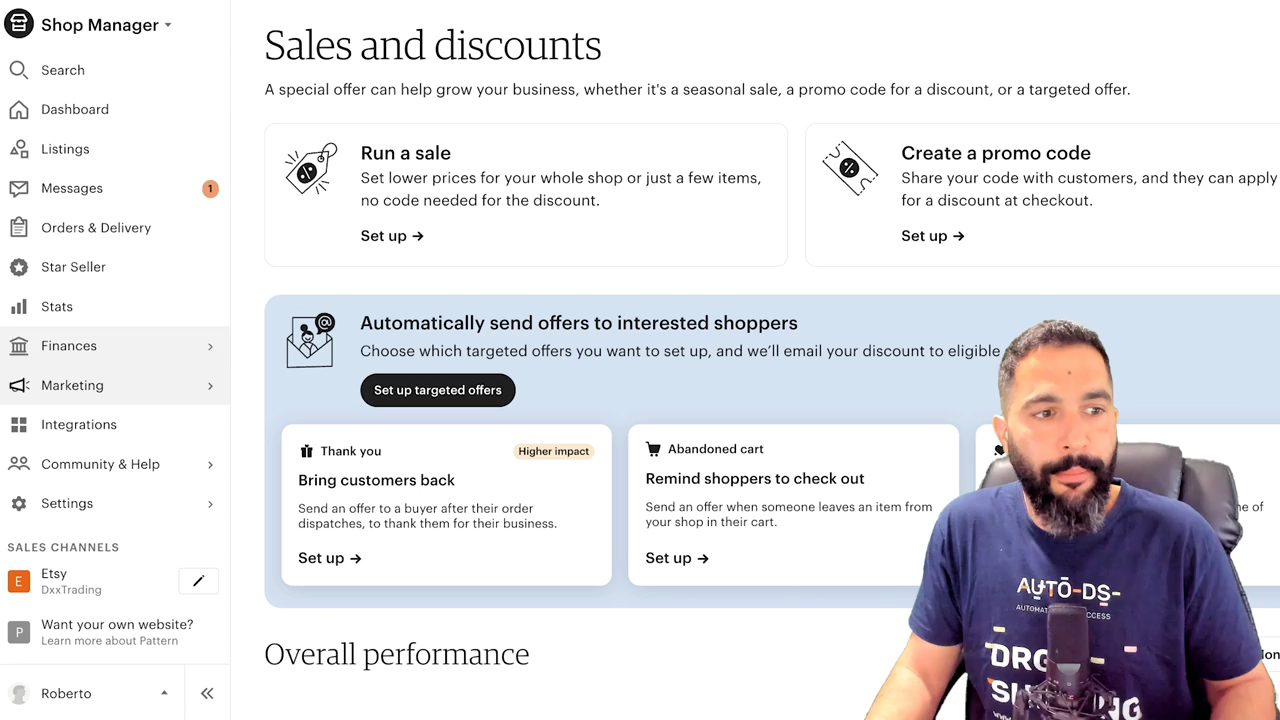 Shop Manager
Search
Dashboard
Listings
Messages
1
Orders & Delivery
Star Seller
Stats
Finances
Marketing
Integrations
Community & Help
Settings
SALES CHANNELS
E
Etsy
DxxTrading
P
Want your own website?
Learn more about Pattern
Roberto
Sales and discounts
A special offer can help grow your business, whether it's a seasonal sale, a promo code for a discount, or a targeted offer.
Run a sale
Set lower prices for your whole shop or just a few items,
no code needed for the discount.
Set up →
Create a promo code
Share your code with customers, and they can apply
for a discount at checkout.
Set up →
Automatically send offers to interested shoppers
Choose which targeted offers you want to set up, and we'll email your discount to eligible
Set up targeted offers
Thank you
Higher impact
Bring customers back
Send an offer to a buyer after their order
dispatches, to thank them for their business.
Set up →
Abandoned cart
Remind shoppers to check out
Send an offer when someone leaves an item from
your shop in their cart.
Set up →
of
Overall performance
AUTO-DS-